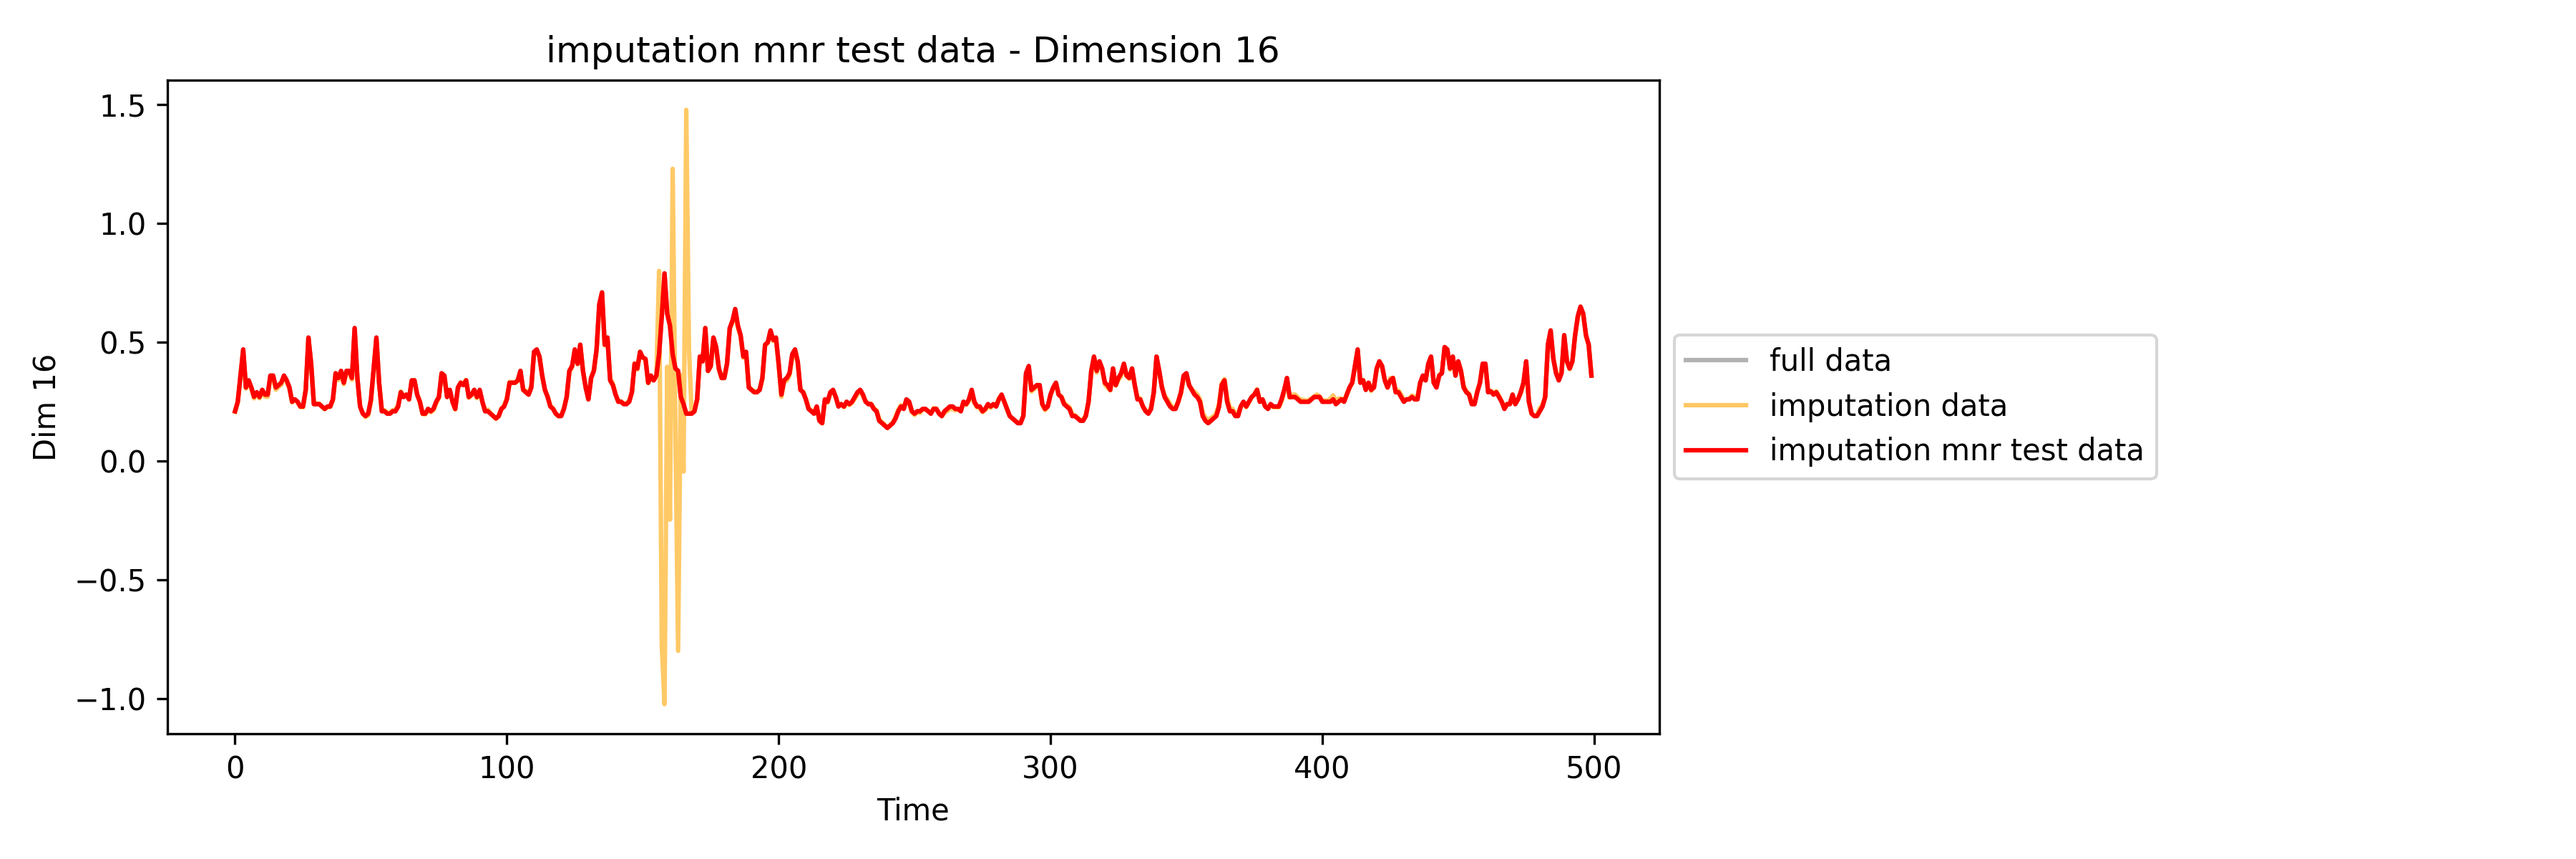 imputation mnr test data - Dimension 16
1.5
1.0
0.5
0.0
−0.5
−1.0
Dim 16
0
100
200
300
400
500
Time
full data
imputation data
imputation mnr test data